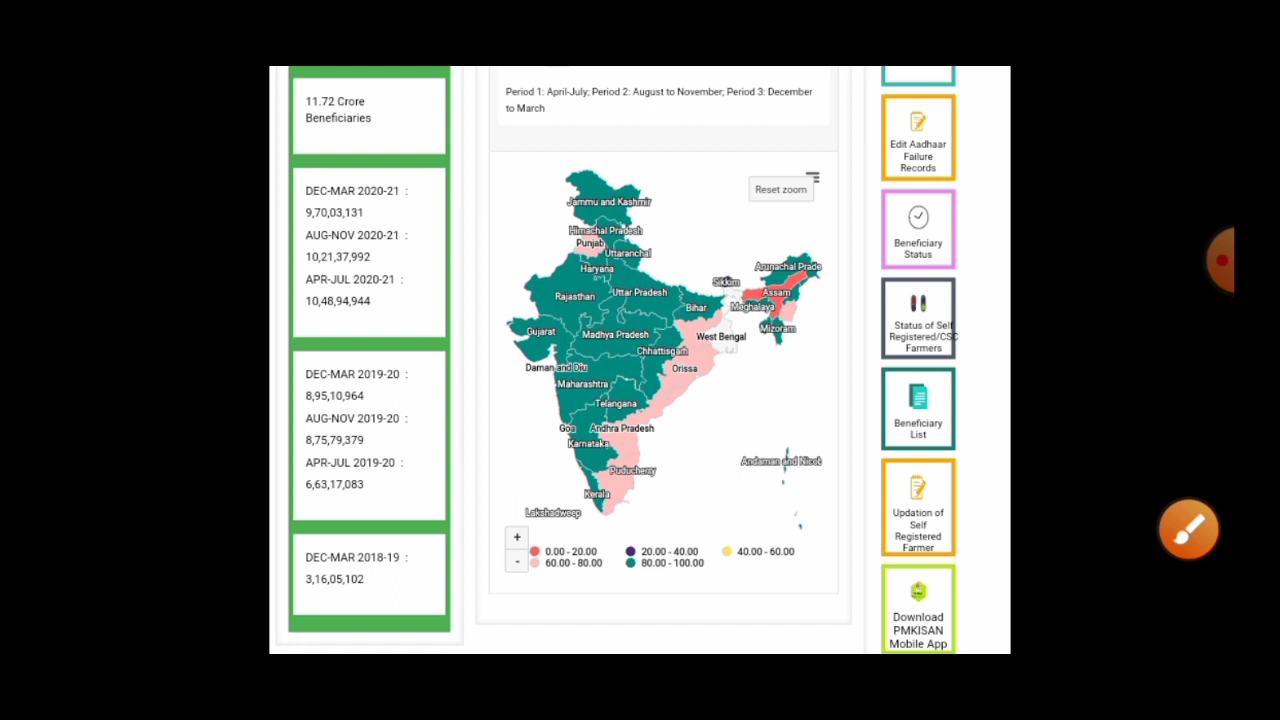 11.72 Crore
Beneficiaries
DEC-MAR 2020-21 :
9,70,03,131
AUG-NOV 2020-21 :
10,21,37,992
APR-JUL 2020-21 :
10,48,94,944
DEC-MAR 2019-20 :
8,95,10,964
AUG-NOV 2019-20 :
8,75,79,379
APR-JUL 2019-20 :
6,63,17,083
DEC-MAR 2018-19 :
3,16,05,102
Period 1: April-July; Period 2: August to November; Period 3: December
to March
Reset zoom
Jammu and Kashmir
Himachal Pradesh
Punjab
Uttaranchal
Haryana
Arunachal Prade
Sikkim
Assam
Rajasthan
Uttar Pradesh
Bihar
Meghalaya
Gujarat
Madhya Pradesh
West Bengal
Mizoram
Chhattisgarh
Daman and Diu
Orissa
Maharashtra
Telangana
Goa
Andhra Pradesh
Karnataka
Puducherry
Andaman and Nicob
Kerala
Lakshadweep
+
-
0.00 - 20.00
20.00 - 40.00
40.00 - 60.00
60.00 - 80.00
80.00 - 100.00
Edit Aadhaar
Failure
Records
Beneficiary
Status
Status of Self
Registered/CSC
Farmers
Beneficiary
List
Updation of
Self
Registered
Farmer
Download
PMKISAN
Mobile App